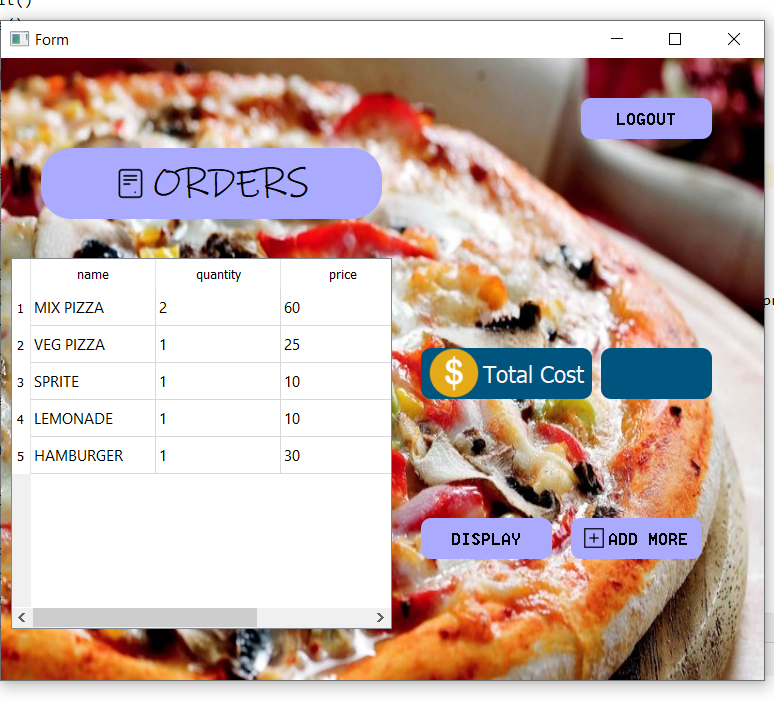 Form
LOGOUT
ORDERS
name quantity price
1 MIX PIZZA 2 60
2 VEG PIZZA 1 25
3 SPRITE 1 10
4 LEMONADE 1 10
5 HAMBURGER 1 30
$ Total Cost
DISPLAY
ADD MORE